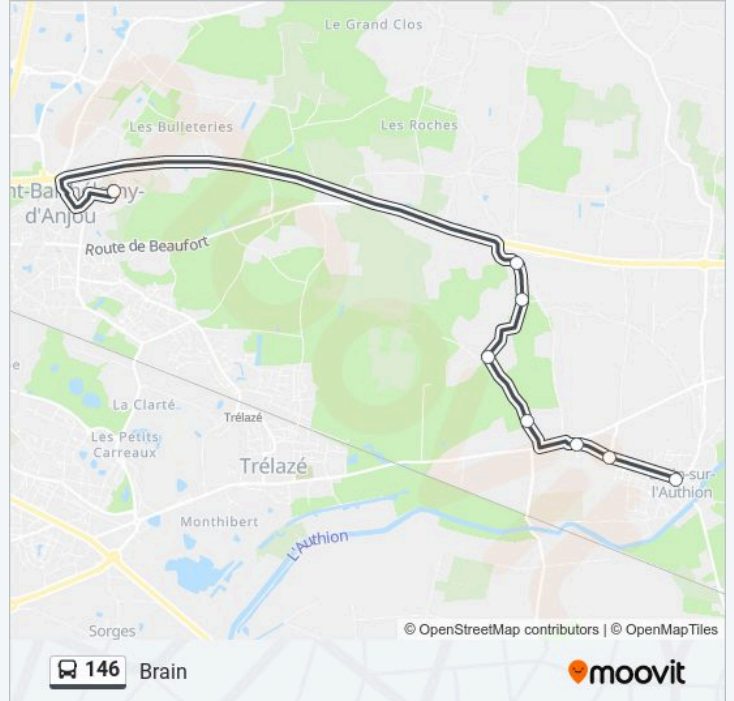 Le Grand Clos
Les Bulleteries
Les Roches
d'Anjou
Route de Beaufort
La Clarté
Trélazé
Les Petits
Carreaux
Trélazé
Monthibert
L'Authion
-sur-
l'Authion
Sorges
© OpenStreetMap contributors | © OpenMapTiles
146 Brain
moovit